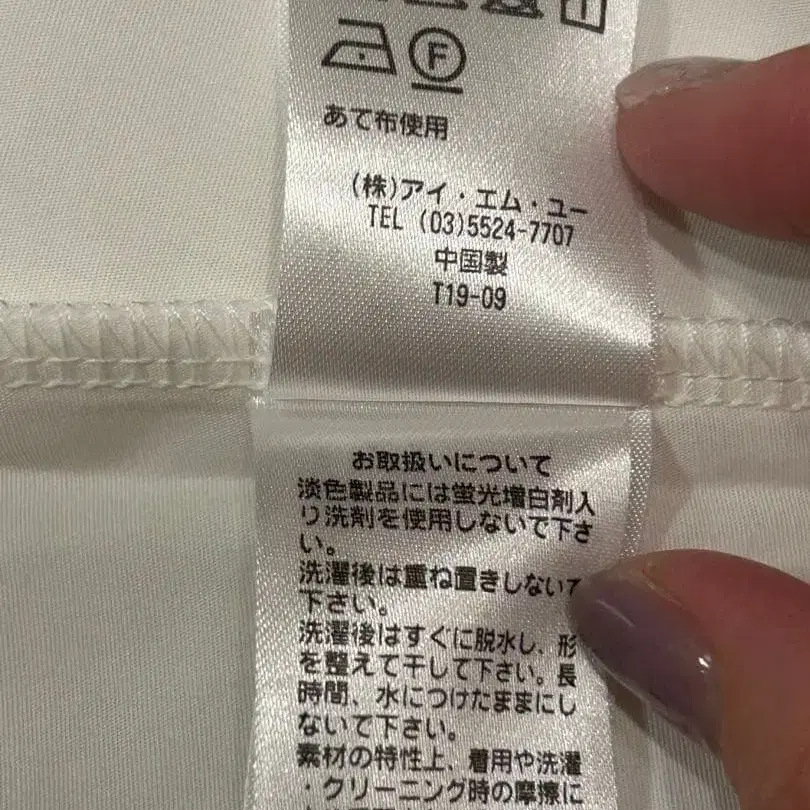 F
あて布使用
(株)アイ・エム・ユー
TEL (03)5524-7707
中国製
T19-09
お取扱いについて
淡色製品には蛍光増白剤入
り洗剤を使用しないで下さ
い。
洗濯後は重ね置きしないで
下さい。
洗濯後はすぐに脱水し、形
を整えて干して下さい。長
時間、水につけたままにし
ないで下さい。
素材の特性上、着用や洗濯
・クリーニング時の摩擦に